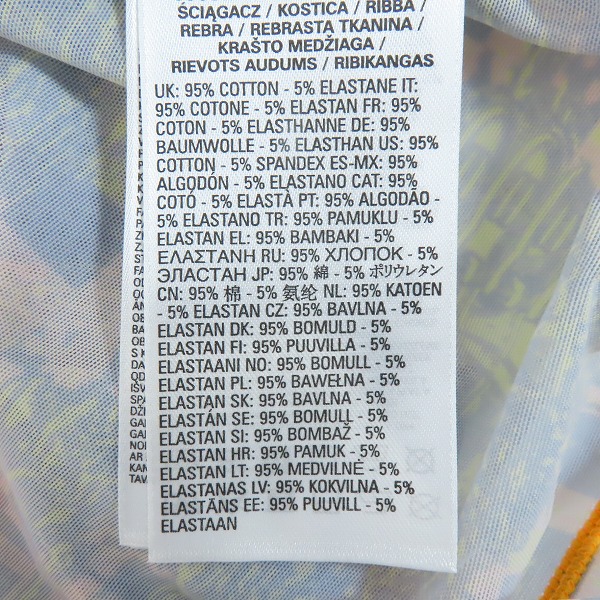 ŚCIĄGACZ / KOSTICA / RIBBA /
REBRA / REBRASTA TKANINA /
KRAŠTO MEDŽIAGA /
RIEVOTS AUDUMS / RIBIKANGAS
UK: 95% COTTON - 5% ELASTANE IT:
95% COTONE - 5% ELASTAN FR: 95%
COTON - 5% ELASTHANNE DE: 95%
BAUMWOLLE - 5% ELASTHAN US: 95%
COTTON - 5% SPANDEX ES-MX: 95%
ALGODÓN - 5% ELASTANO CAT: 95%
COTÓ - 5% ELASTÀ PT: 95% ALGODÃO -
5% ELASTANO TR: 95% PAMUKLU - 5%
ELASTAN EL: 95% ΒΑΜΒΑΚΙ - 5%
ΕΛΑΣΤΑΝΗ RU: 95% ХЛОПОК - 5%
ЭЛАСТАН JP: 95% 綿 - 5% ポリウレタン
CN: 95% 棉 - 5% 氨纶 NL: 95% KATOEN
- 5% ELASTAN CZ: 95% BAVLNA - 5%
ELASTAN DK: 95% BOMULD - 5%
ELASTAN FI: 95% PUUVILLA - 5%
ELASTAANI NO: 95% BOMULL - 5%
ELASTAN PL: 95% BAWEŁNA - 5%
ELASTAN SK: 95% BAVLNA - 5%
ELASTÁN SE: 95% BOMULL - 5%
ELASTAN SI: 95% BOMBAŽ - 5%
ELASTAN HR: 95% PAMUK - 5%
ELASTAN LT: 95% MEDVILNĖ - 5%
ELASTANAS LV: 95% KOKVILNA - 5%
ELASTĀNS EE: 95% PUUVILL - 5%
ELASTAAN